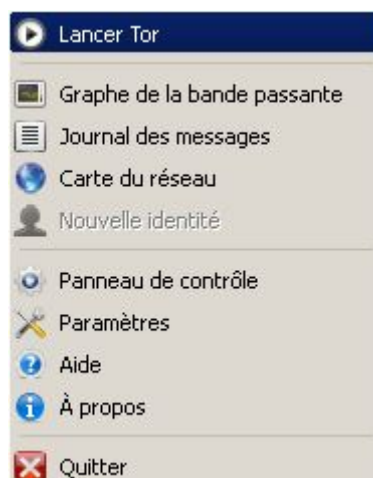 Lancer Tor
Graphe de la bande passante
Journal des messages
Carte du réseau
Nouvelle identité
Panneau de contrôle
Paramètres
Aide
À propos
Quitter